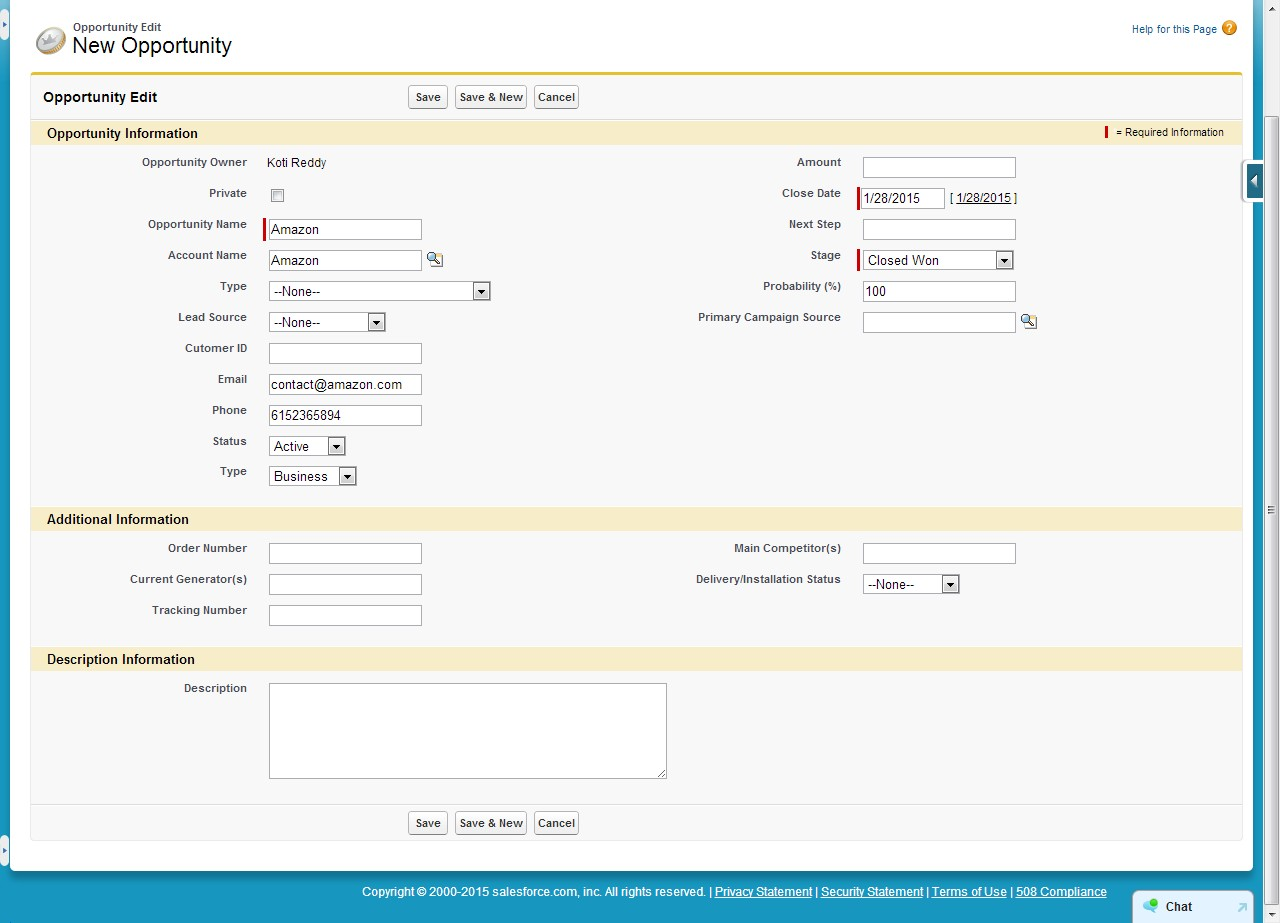 Opportunity Edit
New Opportunity
Help for this Page
Opportunity Edit Save Save & New Cancel
Opportunity Information = Required Information
Opportunity Owner Koti Reddy Amount
Private Close Date 1/28/2015 [ 1/28/2015 ]
Opportunity Name Amazon Next Step
Account Name Amazon Stage Closed Won
Type --None-- Probability (%) 100
Lead Source --None-- Primary Campaign Source
Cutomer ID
Email contact@amazon.com
Phone 6152365894
Status Active
Type Business
Additional Information
Order Number Main Competitor(s)
Current Generator(s) Delivery/Installation Status --None--
Tracking Number
Description Information
Description
Save Save & New Cancel
Copyright © 2000-2015 salesforce.com, inc. All rights reserved. | Privacy Statement | Security Statement | Terms of Use | 508 Compliance
Chat